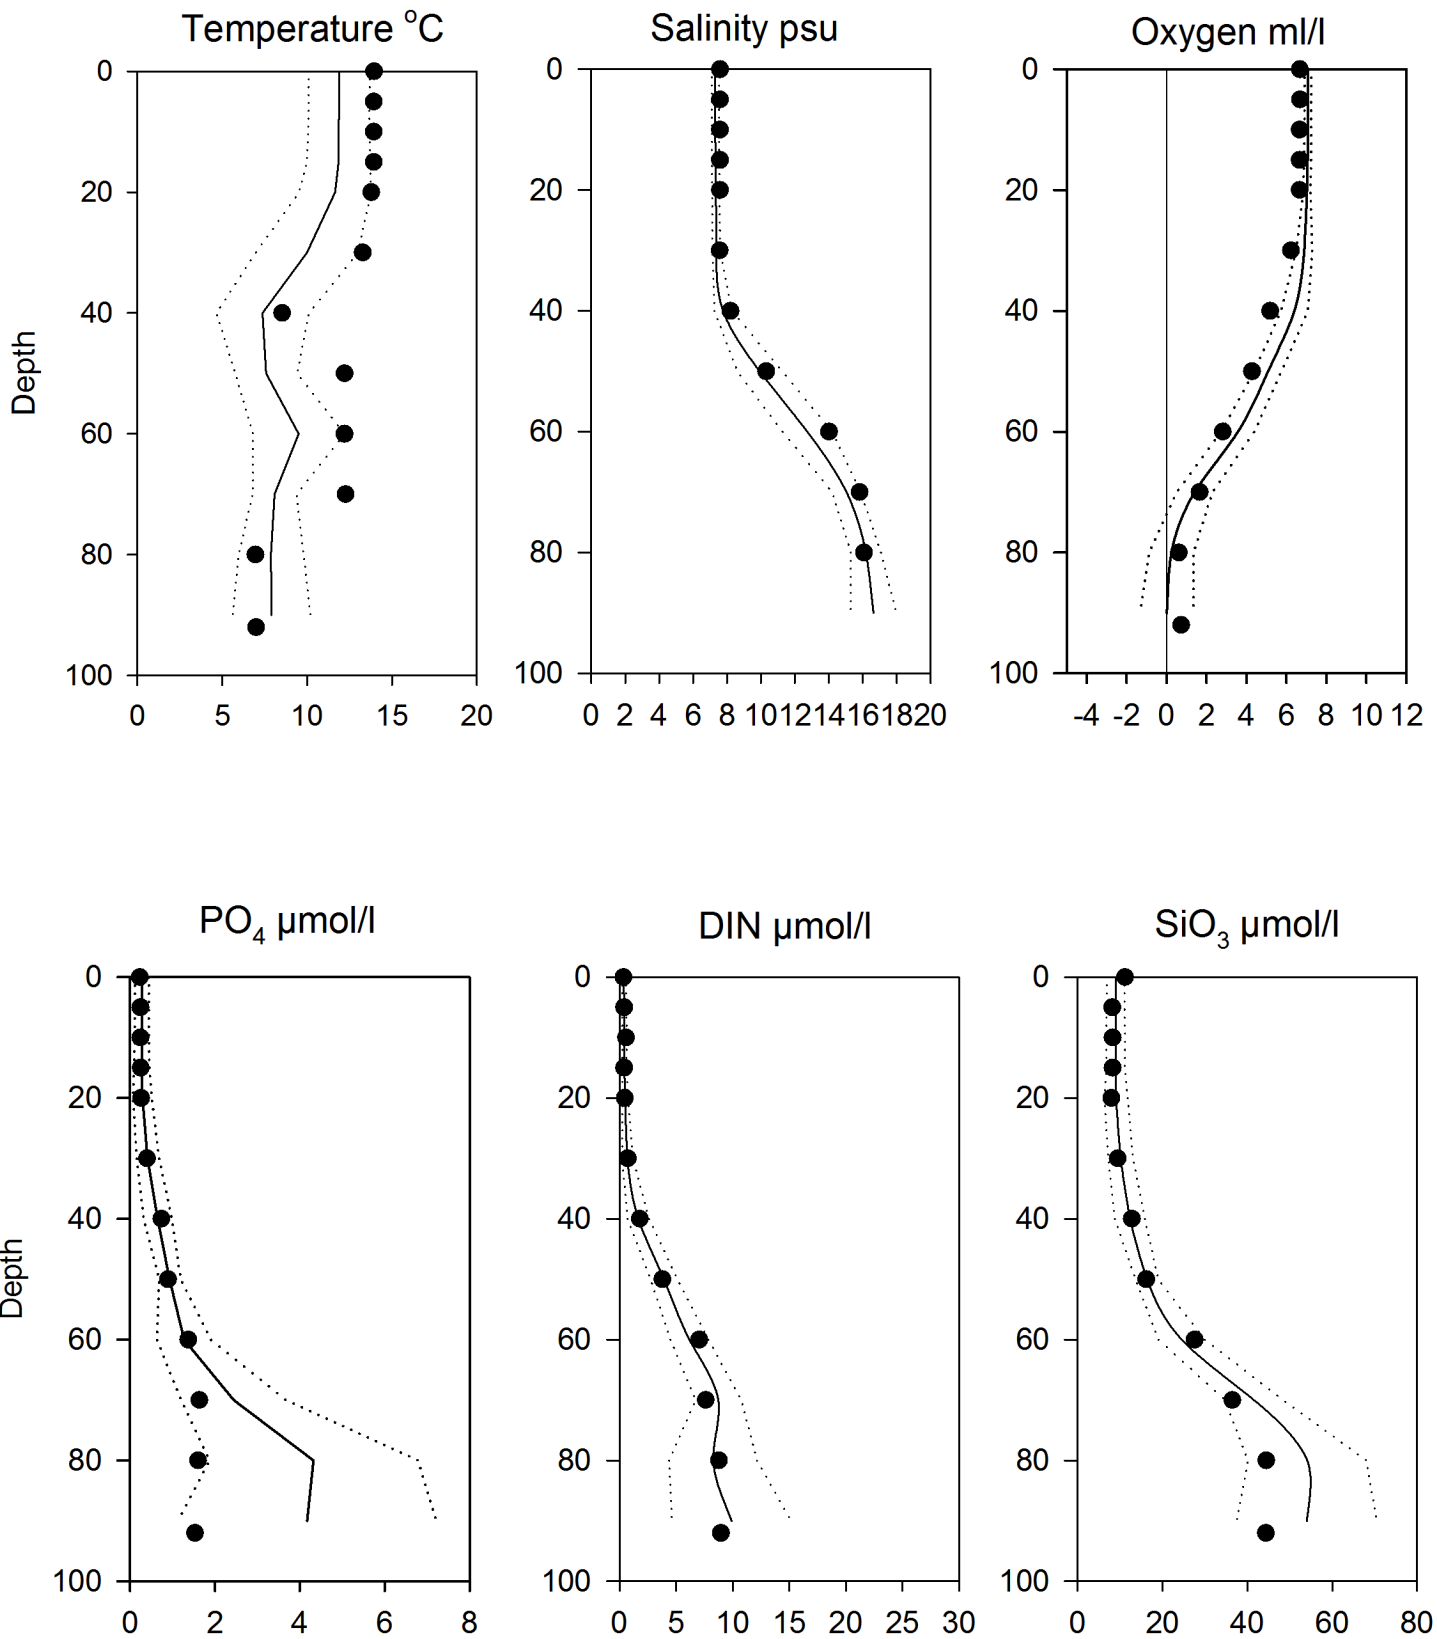 Temperature °C
Salinity psu
Oxygen ml/l
0
20
40
60
80
100
Depth
0 5 10 15 20
0
20
40
60
80
100
0 2 4 6 8 10 12 14 16 18 20
0
20
40
60
80
100
-4 -2 0 2 4 6 8 10 12
PO₄ µmol/l
DIN µmol/l
SiO₃ µmol/l
0
20
40
60
80
100
Depth
0 2 4 6 8
0
20
40
60
80
100
0 5 10 15 20 25 30
0
20
40
60
80
100
0 20 40 60 80